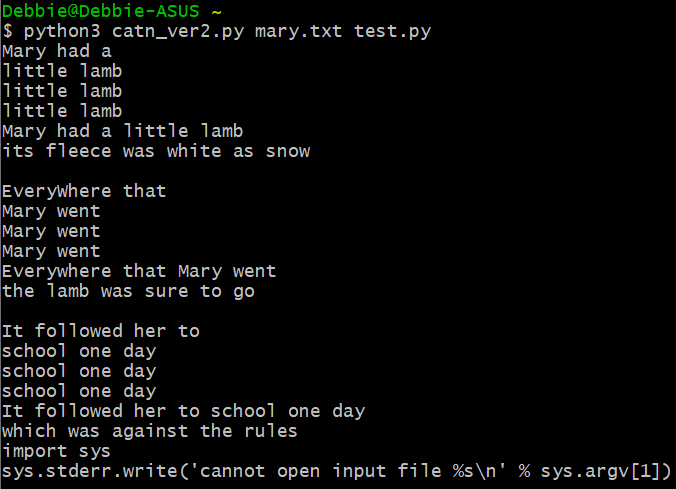 Debbie@Debbie-ASUS ~
$ python3 catn_ver2.py mary.txt test.py
Mary had a
little lamb
little lamb
little lamb
Mary had a little lamb
its fleece was white as snow

EveryWhere that
Mary went
Mary went
Mary went
Everywhere that Mary went
the lamb was sure to go

It followed her to
school one day
school one day
school one day
It followed her to school one day
which was against the rules
import sys
sys.stderr.write('cannot open input file %s\n' % sys.argv[1])